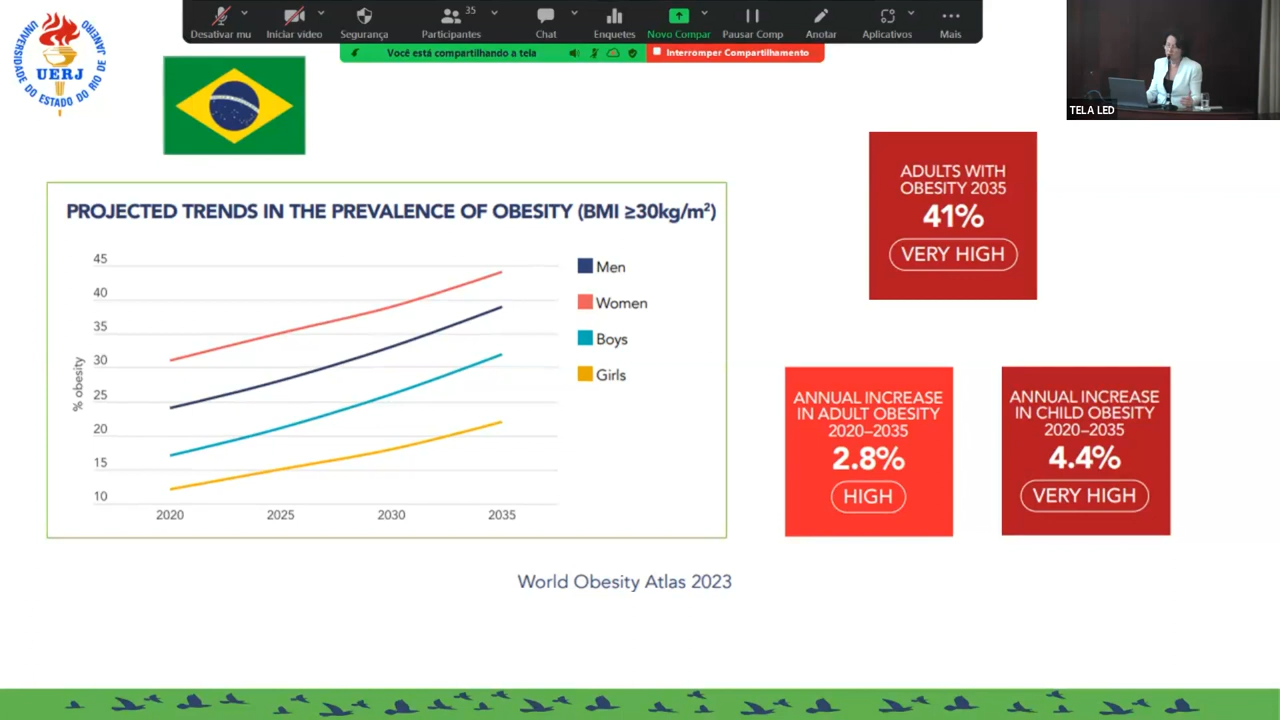 Desativar mu
Iniciar vídeo
Segurança
35
Participantes
Chat
Enquetes
Novo Compar
Pausar Comp
Anotar
Aplicativos
Mais
Você está compartilhando a tela
Interromper Compartilhamento
UNIVERSIDADE DO ESTADO DO RIO DE JANEIRO
UERJ
TELA LED
PROJECTED TRENDS IN THE PREVALENCE OF OBESITY (BMI ≥30kg/m²)
% obesity
45
40
35
30
25
20
15
10
2020
2025
2030
2035
Men
Women
Boys
Girls
ADULTS WITH
OBESITY 2035
41%
VERY HIGH
ANNUAL INCREASE
IN ADULT OBESITY
2020–2035
2.8%
HIGH
ANNUAL INCREASE
IN CHILD OBESITY
2020–2035
4.4%
VERY HIGH
World Obesity Atlas 2023